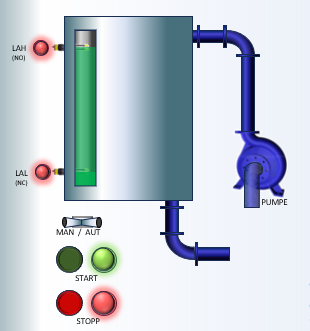 LAH
(NO)
LAL
(NC)
PUMPE
MAN / AUT
START
STOPP